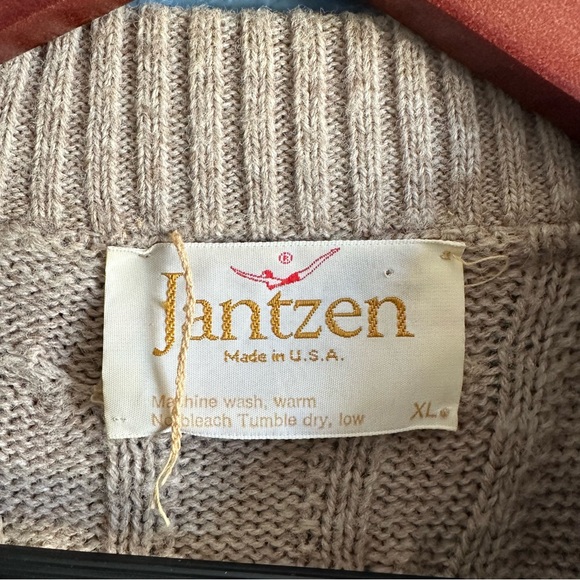 ®
Jantzen
Made in U.S.A.
Machine wash, warm
No bleach Tumble dry, low XL